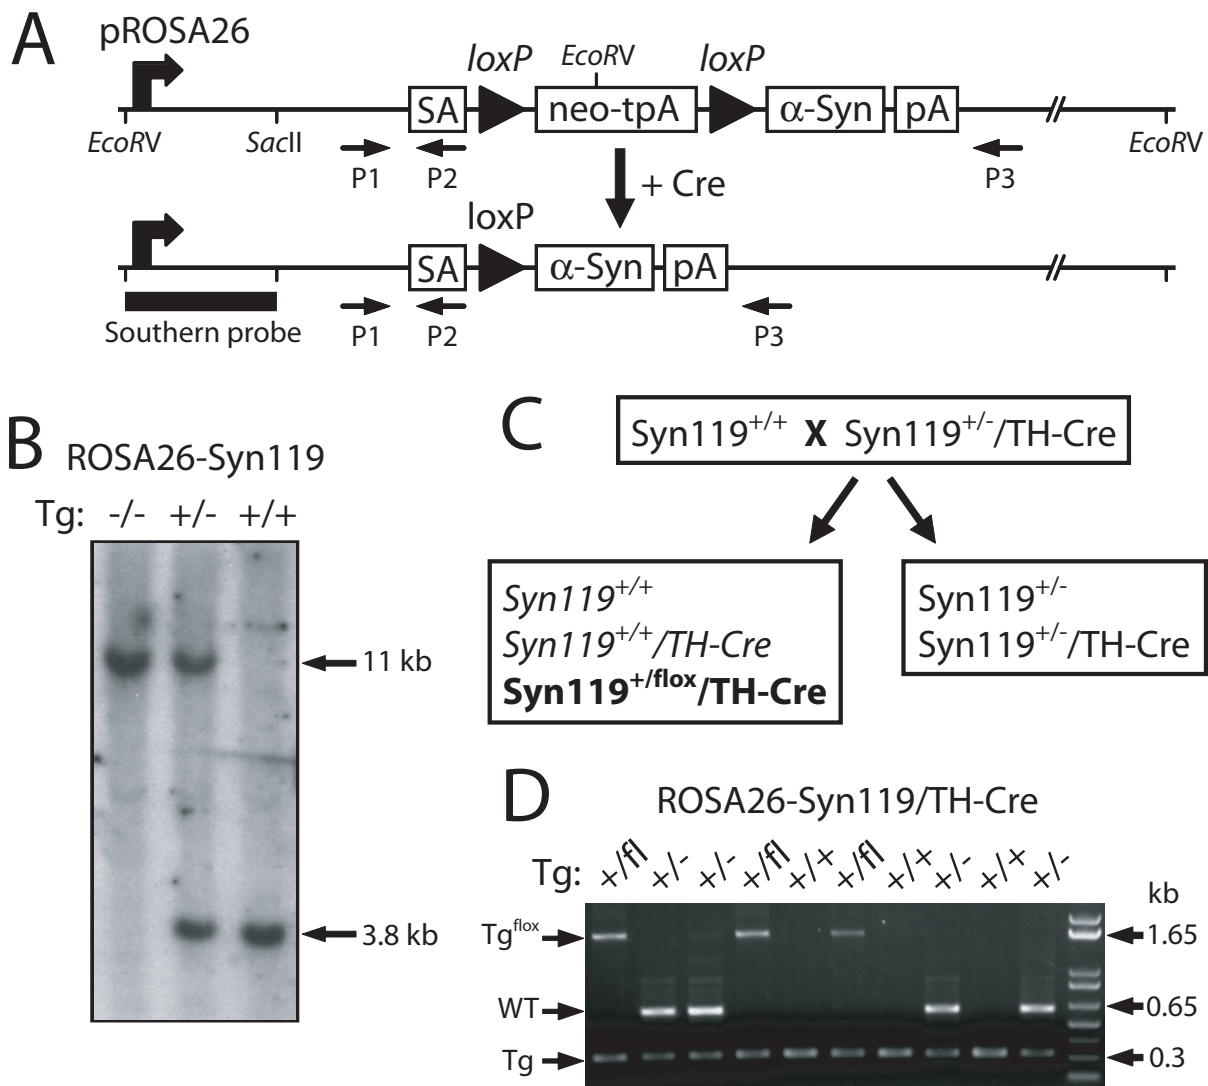 A
pROSA26
loxP EcoRV loxP
SA neo-tpA α-Syn pA
EcoRV SacII EcoRV
P1 P2 P3
+ Cre
loxP
SA α-Syn pA
Southern probe P1 P2 P3
B
ROSA26-Syn119
Tg: -/- +/- +/+
11 kb
3.8 kb
C
Syn119+/+ X Syn119+/-/TH-Cre
Syn119+/+
Syn119+/+/TH-Cre
Syn119+/flox/TH-Cre
Syn119+/-
Syn119+/-/TH-Cre
D
ROSA26-Syn119/TH-Cre
Tg: +/fl +/- +/- +/fl +/+ +/fl +/+ +/- +/+ +/-
kb
Tgflox 1.65
WT 0.65
Tg 0.3